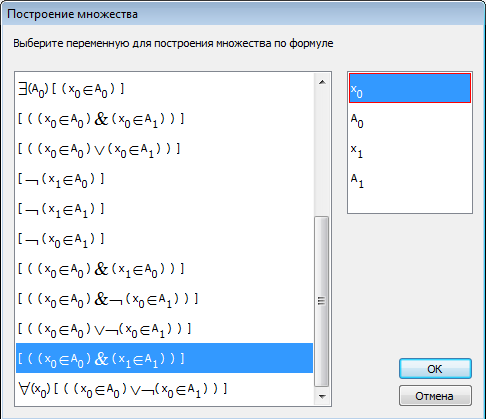 Построение множества
Выберите переменную для построения множества по формуле
∃(A₀)[(x₀∈A₀)]
[((x₀∈A₀)&(x₀∈A₁))]
[((x₀∈A₀)∨(x₀∈A₁))]
[¬(x₁∈A₀)]
[¬(x₁∈A₁)]
[¬(x₀∈A₁)]
[((x₀∈A₀)&(x₁∈A₀))]
[((x₀∈A₀)&¬(x₀∈A₁))]
[((x₀∈A₀)∨¬(x₀∈A₁))]
[((x₀∈A₀)&(x₁∈A₁))]
∀(x₀)[((x₀∈A₀)∨¬(x₀∈A₁))]
x₀
A₀
x₁
A₁
OK
Отмена